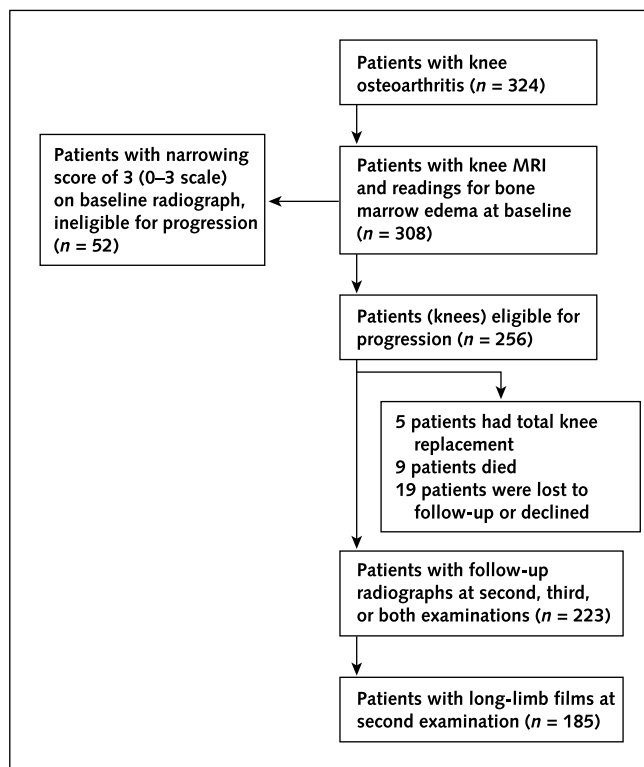 Patients with knee
osteoarthritis (n = 324)
Patients with narrowing
score of 3 (0–3 scale)
on baseline radiograph,
ineligible for progression
(n = 52)
Patients with knee MRI
and readings for bone
marrow edema at baseline
(n = 308)
Patients (knees) eligible for
progression (n = 256)
5 patients had total knee
replacement
9 patients died
19 patients were lost to
follow-up or declined
Patients with follow-up
radiographs at second, third,
or both examinations (n = 223)
Patients with long-limb films at
second examination (n = 185)